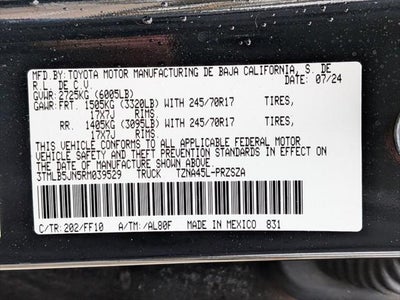 MFD.BY:TOYOTA MOTOR MANUFACTURING DE BAJA CALIFORNIA, S. DE
R.L. DE C.V. DATE: 07/24
GVWR: 2725KG (6005LB)
GAWR:FRT. 1505KG (3320LB) WITH 245/70R17 TIRES,
17X7J RIMS
RR. 1405KG (3095LB) WITH 245/70R17 TIRES,
17X7J RIMS
THIS VEHICLE CONFORMS TO ALL APPLICABLE FEDERAL MOTOR
VEHICLE SAFETY AND THEFT PREVENTION STANDARDS IN EFFECT ON
THE DATE OF MANUFACTURE SHOWN ABOVE.
3TMLB5JN5RM039529 TRUCK TZNA45L-PRZSZA
C/TR:202/FF10 A/TM:/AL80F MADE IN MEXICO 831